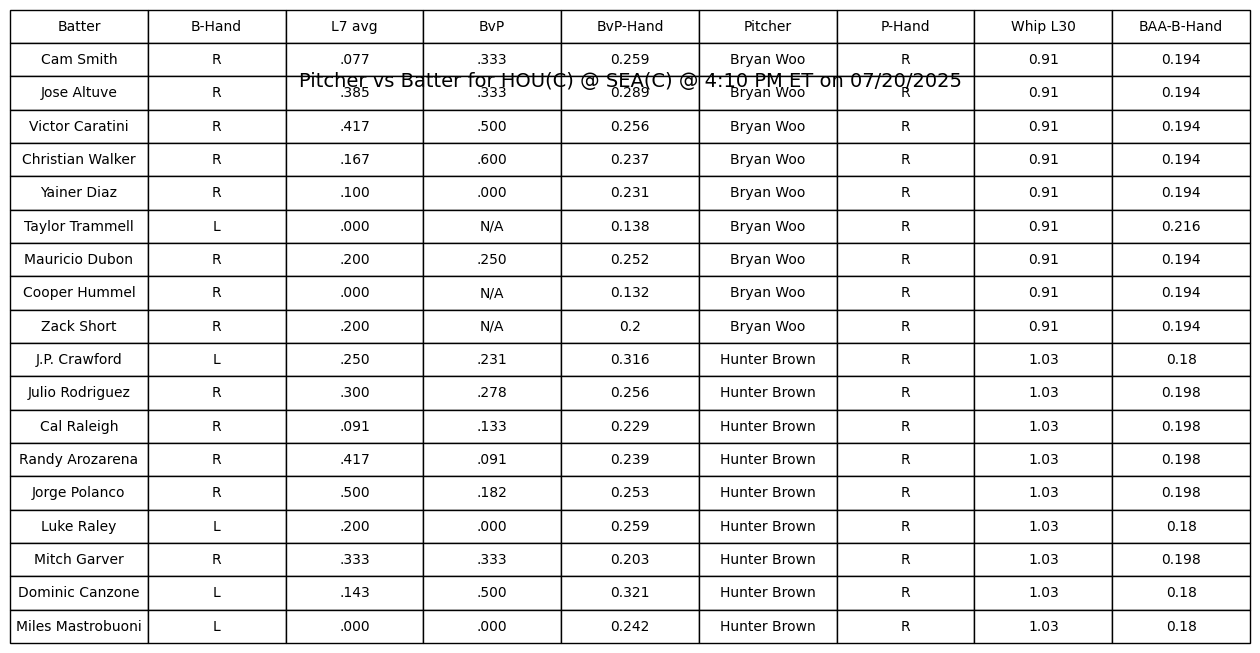 Batter B-Hand L7 avg BvP BvP-Hand Pitcher P-Hand Whip L30 BAA-B-Hand
Cam Smith R .077 .333 0.259 Bryan Woo R 0.91 0.194
Pitcher vs Batter for HOU(C) @ SEA(C) @ 4:10 PM ET on 07/20/2025
Jose Altuve R .385 .333 0.289 Bryan Woo R 0.91 0.194
Victor Caratini R .417 .500 0.256 Bryan Woo R 0.91 0.194
Christian Walker R .167 .600 0.237 Bryan Woo R 0.91 0.194
Yainer Diaz R .100 .000 0.231 Bryan Woo R 0.91 0.194
Taylor Trammell L .000 N/A 0.138 Bryan Woo R 0.91 0.216
Mauricio Dubon R .200 .250 0.252 Bryan Woo R 0.91 0.194
Cooper Hummel R .000 N/A 0.132 Bryan Woo R 0.91 0.194
Zack Short R .200 N/A 0.2 Bryan Woo R 0.91 0.194
J.P. Crawford L .250 .231 0.316 Hunter Brown R 1.03 0.18
Julio Rodriguez R .300 .278 0.256 Hunter Brown R 1.03 0.198
Cal Raleigh R .091 .133 0.229 Hunter Brown R 1.03 0.198
Randy Arozarena R .417 .091 0.239 Hunter Brown R 1.03 0.198
Jorge Polanco R .500 .182 0.253 Hunter Brown R 1.03 0.198
Luke Raley L .200 .000 0.259 Hunter Brown R 1.03 0.18
Mitch Garver R .333 .333 0.203 Hunter Brown R 1.03 0.198
Dominic Canzone L .143 .500 0.321 Hunter Brown R 1.03 0.18
Miles Mastrobuoni L .000 .000 0.242 Hunter Brown R 1.03 0.18